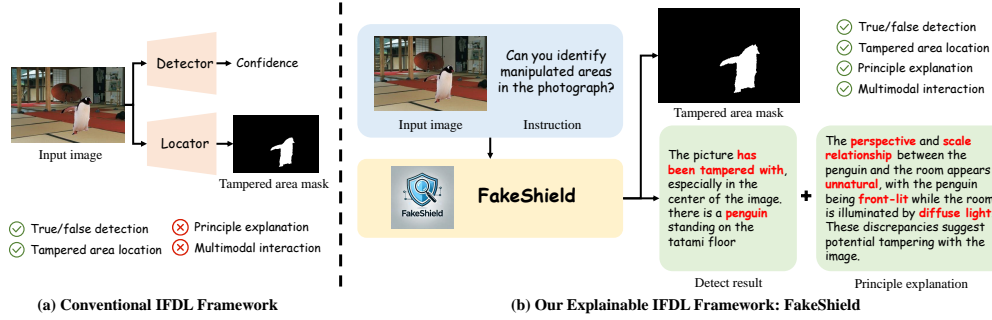 Detector
Confidence
Input image
Locator
Tampered area mask
True/false detection
Tampered area location
Principle explanation
Multimodal interaction
(a) Conventional IFDL Framework
Input image
Can you identify
manipulated areas
in the photograph?
Instruction
FakeShield
FakeShield
Tampered area mask
True/false detection
Tampered area location
Principle explanation
Multimodal interaction
The picture has
been tampered with,
especially in the
center of the image.
there is a penguin
standing on the
tatami floor
Detect result
+
The perspective and scale
relationship between the
penguin and the room appears
unnatural, with the penguin
being front-lit while the room
is illuminated by diffuse light
These discrepancies suggest
potential tampering with the
image.
Principle explanation
(b) Our Explainable IFDL Framework: FakeShield